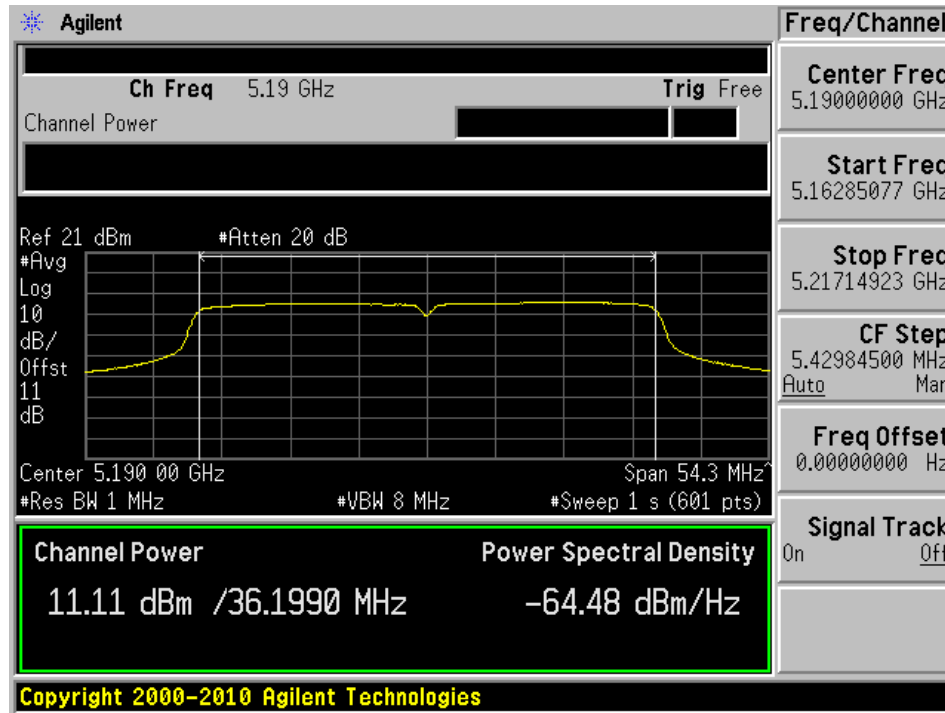 Agilent
Freq/Channel
Ch Freq 5.19 GHz Trig Free
Channel Power
Center Freq
5.19000000 GHz
Start Freq
5.16285077 GHz
Stop Freq
5.21714923 GHz
CF Step
5.42984500 MHz
Auto Man
Freq Offset
0.00000000 Hz
Signal Track
On Off
Ref 21 dBm #Atten 20 dB
#Avg
Log
10
dB/
Offst
11
dB
Center 5.190 00 GHz Span 54.3 MHz^
#Res BW 1 MHz #VBW 8 MHz #Sweep 1 s (601 pts)
Channel Power Power Spectral Density
11.11 dBm /36.1990 MHz -64.48 dBm/Hz
Copyright 2000-2010 Agilent Technologies